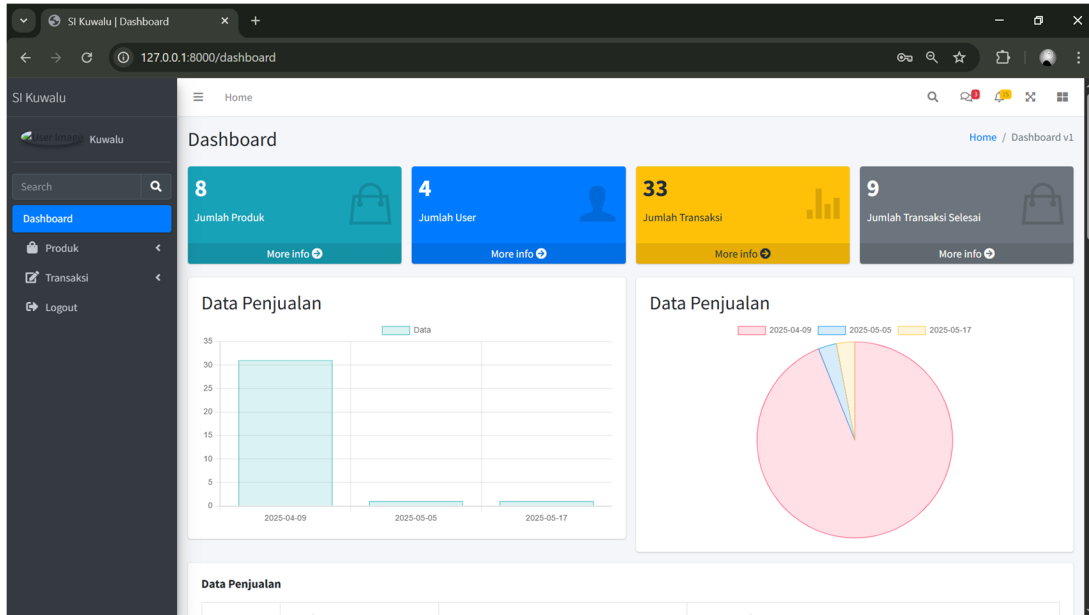 SI Kuwalu | Dashboard
127.0.0.1:8000/dashboard
SI Kuwalu
Home
3
15
User Image
Kuwalu
Dashboard
Home / Dashboard v1
Search
Dashboard
Produk
Transaksi
Logout
8
Jumlah Produk
More info
4
Jumlah User
More info
33
Jumlah Transaksi
More info
9
Jumlah Transaksi Selesai
More info
Data Penjualan
Data
35
30
25
20
15
10
5
0
2025-04-09
2025-05-05
2025-05-17
Data Penjualan
2025-04-09
2025-05-05
2025-05-17
Data Penjualan